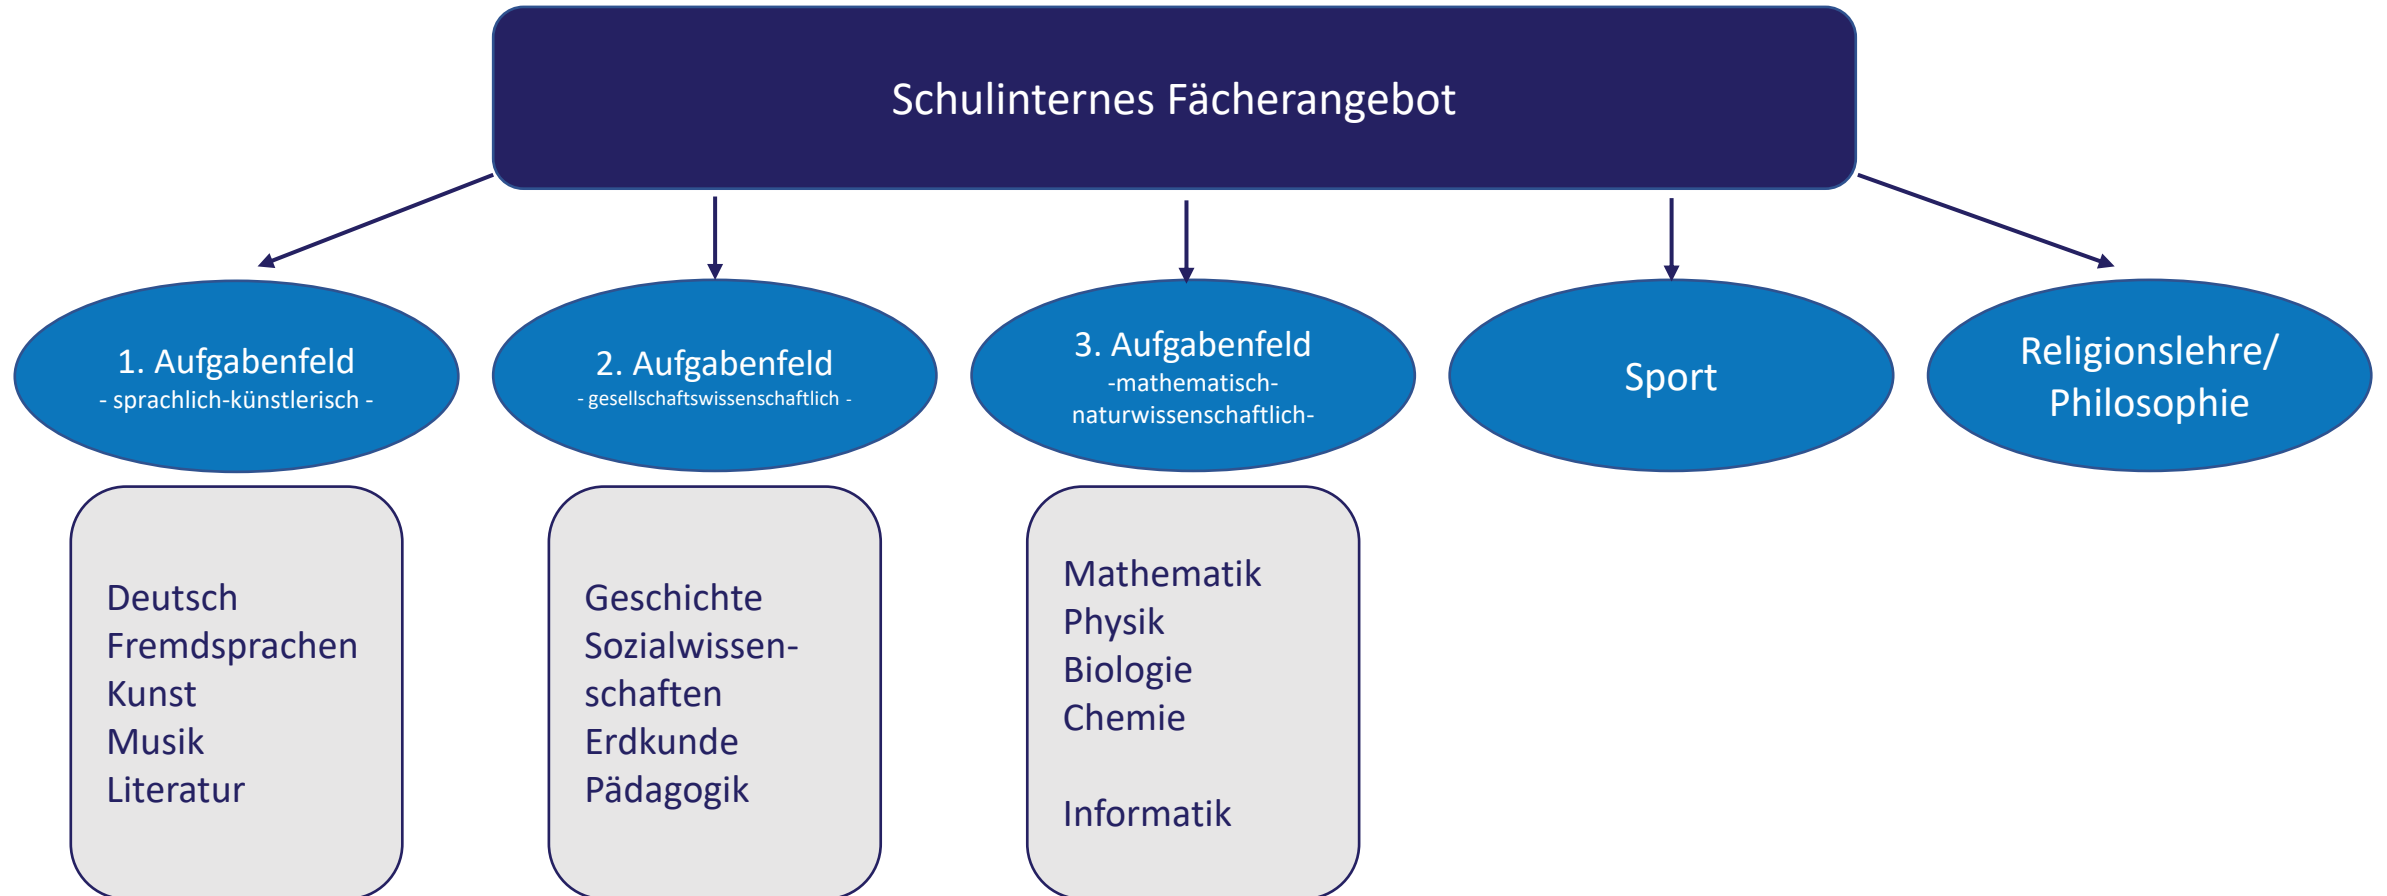 Schulinternes Fächerangebot
1. Aufgabenfeld
- sprachlich-künstlerisch -
2. Aufgabenfeld
- gesellschaftswissenschaftlich -
3. Aufgabenfeld
-mathematisch-
naturwissenschaftlich-
Sport
Religionslehre/
Philosophie
Deutsch
Fremdsprachen
Kunst
Musik
Literatur
Geschichte
Sozialwissen-
schaften
Erdkunde
Pädagogik
Mathematik
Physik
Biologie
Chemie
Informatik